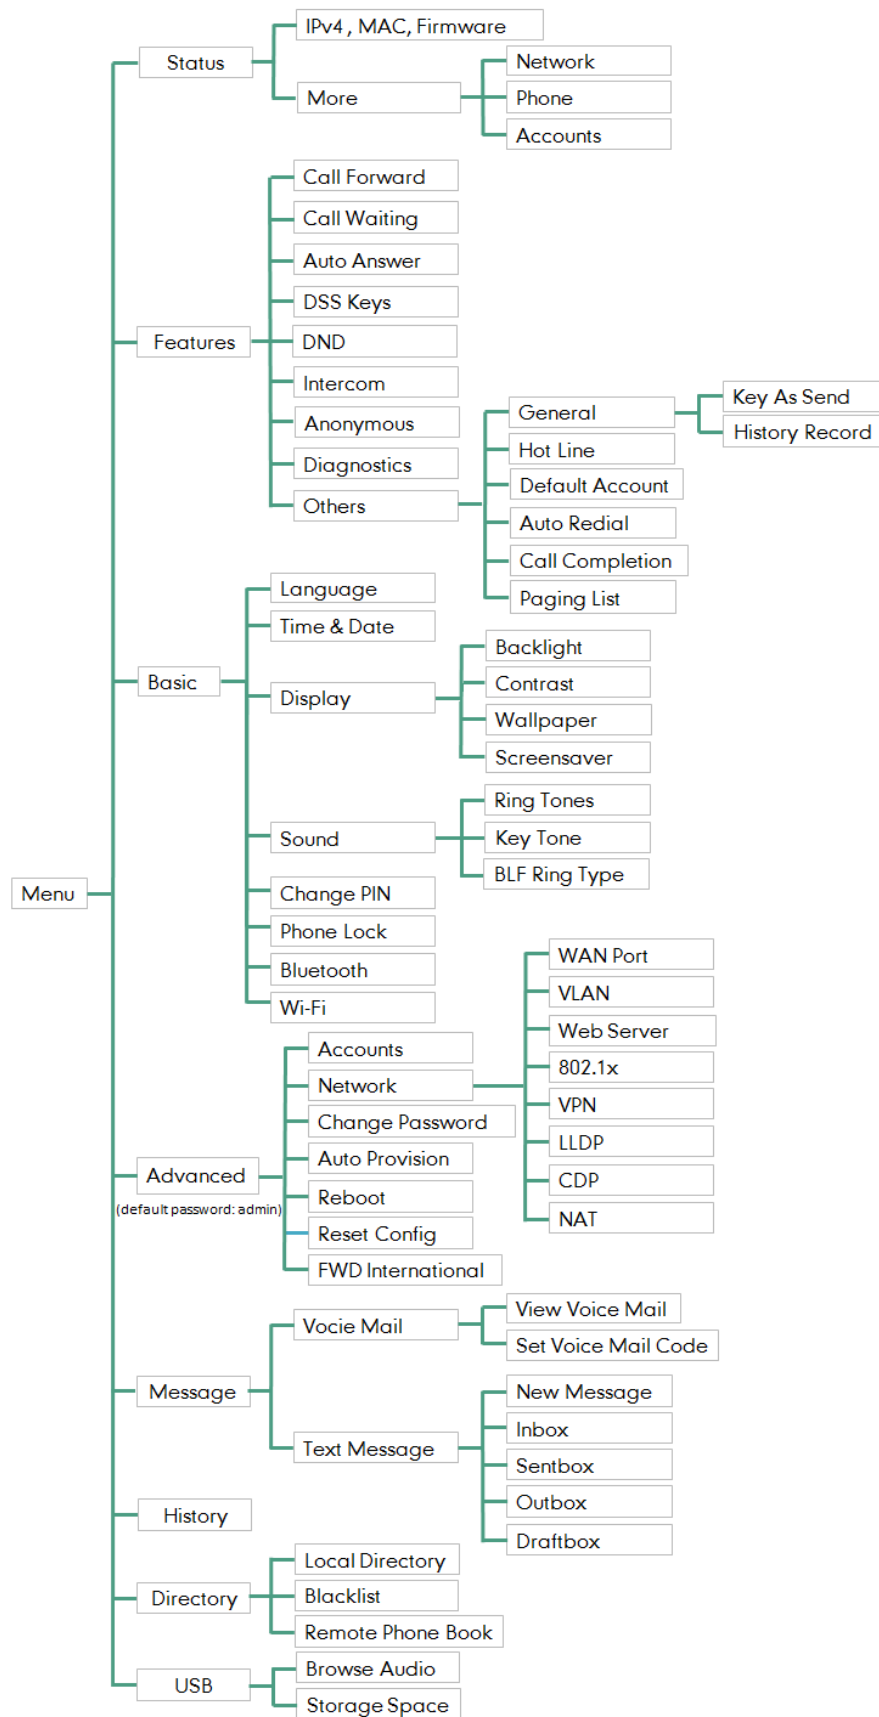 Menu
Status
IPv4 , MAC, Firmware
More
Network
Phone
Accounts
Features
Call Forward
Call Waiting
Auto Answer
DSS Keys
DND
Intercom
Anonymous
Diagnostics
Others
General
Key As Send
History Record
Hot Line
Default Account
Auto Redial
Call Completion
Paging List
Basic
Language
Time & Date
Display
Backlight
Contrast
Wallpaper
Screensaver
Sound
Ring Tones
Key Tone
BLF Ring Type
Change PIN
Phone Lock
Bluetooth
Wi-Fi
Advanced
(default password: admin)
Accounts
Network
WAN Port
VLAN
Web Server
802.1x
VPN
LLDP
CDP
NAT
Change Password
Auto Provision
Reboot
Reset Config
FWD International
Message
Vocie Mail
View Voice Mail
Set Voice Mail Code
Text Message
New Message
Inbox
Sentbox
Outbox
Draftbox
History
Directory
Local Directory
Blacklist
Remote Phone Book
USB
Browse Audio
Storage Space